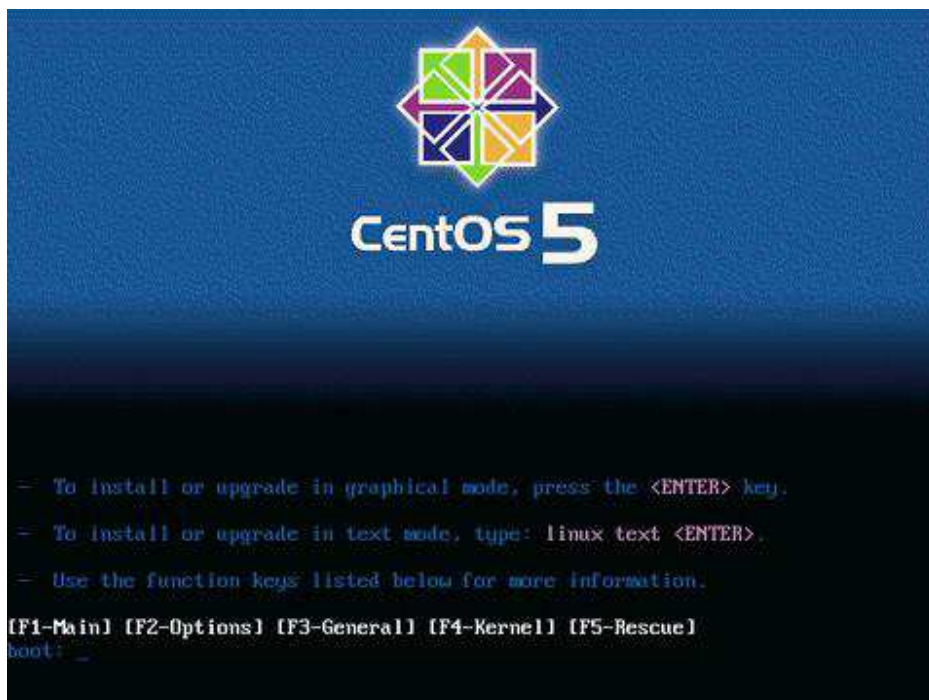 CentOS 5
- To install or upgrade in graphical mode, press the <ENTER> key.
- To install or upgrade in text mode, type: linux text <ENTER>.
- Use the function keys listed below for more information.
[F1-Main] [F2-Options] [F3-General] [F4-Kernel] [F5-Rescue]
boot: _